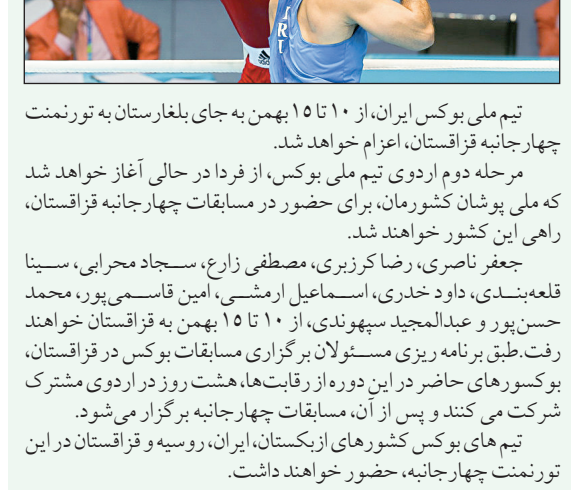 IRI
تیم ملی بوکس ایران، از ۱۰ تا ۱۵ بهمن به جای بلغارستان به تورنمنت
چهارجانبه قزاقستان، اعزام خواهد شد.
مرحله دوم اردوی تیم ملی بوکس، از فردا در حالی آغاز خواهد شد
که ملی پوشان کشورمان، برای حضور در مسابقات چهارجانبه قزاقستان،
راهی این کشور خواهند شد.
جعفر ناصری، رضا کرزبری، مصطفی زارع، سجاد محرابی، سینا
قلعه‌بندی، داود خدری، اسماعیل ارمشی، امین قاسمی‌پور، محمد
حسن‌پور و عبدالمجید سپهوندی، از ۱۰ تا ۱۵ بهمن به قزاقستان خواهند
رفت.طبق برنامه ریزی مسئولان برگزاری مسابقات بوکس در قزاقستان،
بوکسورهای حاضر در این دوره از رقابت‌ها، هشت روز در اردوی مشترک
شرکت می کنند و پس از آن، مسابقات چهارجانبه برگزار می‌شود.
تیم های بوکس کشورهای ازبکستان، ایران، روسیه و قزاقستان در این
تورنمنت چهارجانبه، حضور خواهند داشت.